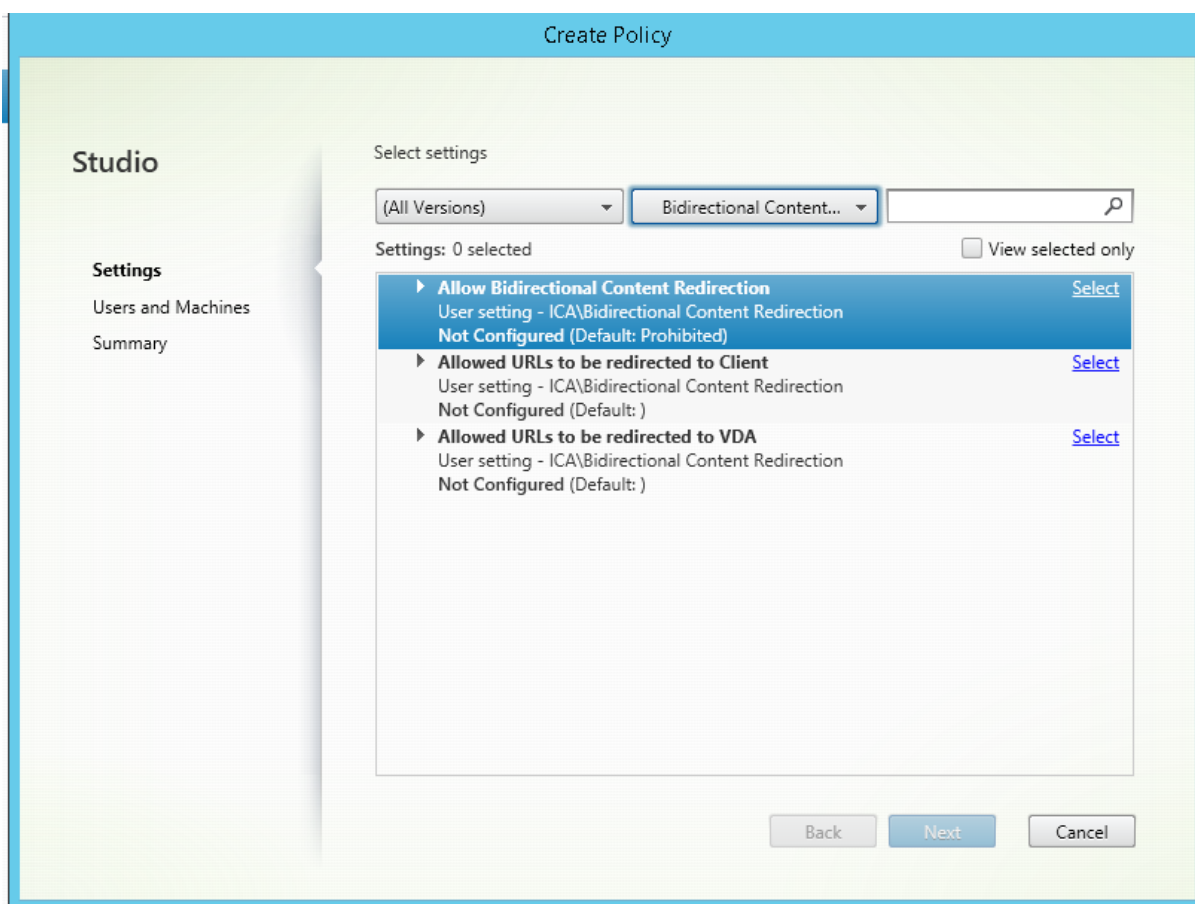 Create Policy
Studio
Settings
Users and Machines
Summary
Select settings
(All Versions)
Bidirectional Content...
Settings: 0 selected
View selected only
Allow Bidirectional Content Redirection
Select
User setting - ICA\Bidirectional Content Redirection
Not Configured (Default: Prohibited)
Allowed URLs to be redirected to Client
Select
User setting - ICA\Bidirectional Content Redirection
Not Configured (Default: )
Allowed URLs to be redirected to VDA
Select
User setting - ICA\Bidirectional Content Redirection
Not Configured (Default: )
Back
Next
Cancel